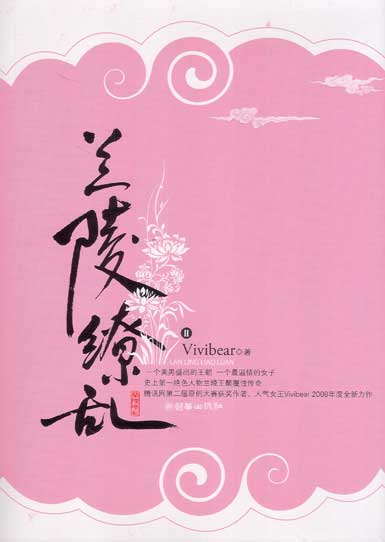 兰陵缭乱
II
Vivibear◎著
LAN LING LIAO LUAN
一个美男盛出的王朝 一个最滥情的女子
史上第一绝色人物兰陵王颠覆性传奇
腾讯网第二届原创大赛获奖作者、人气女王Vivibear 2008年度全新力作